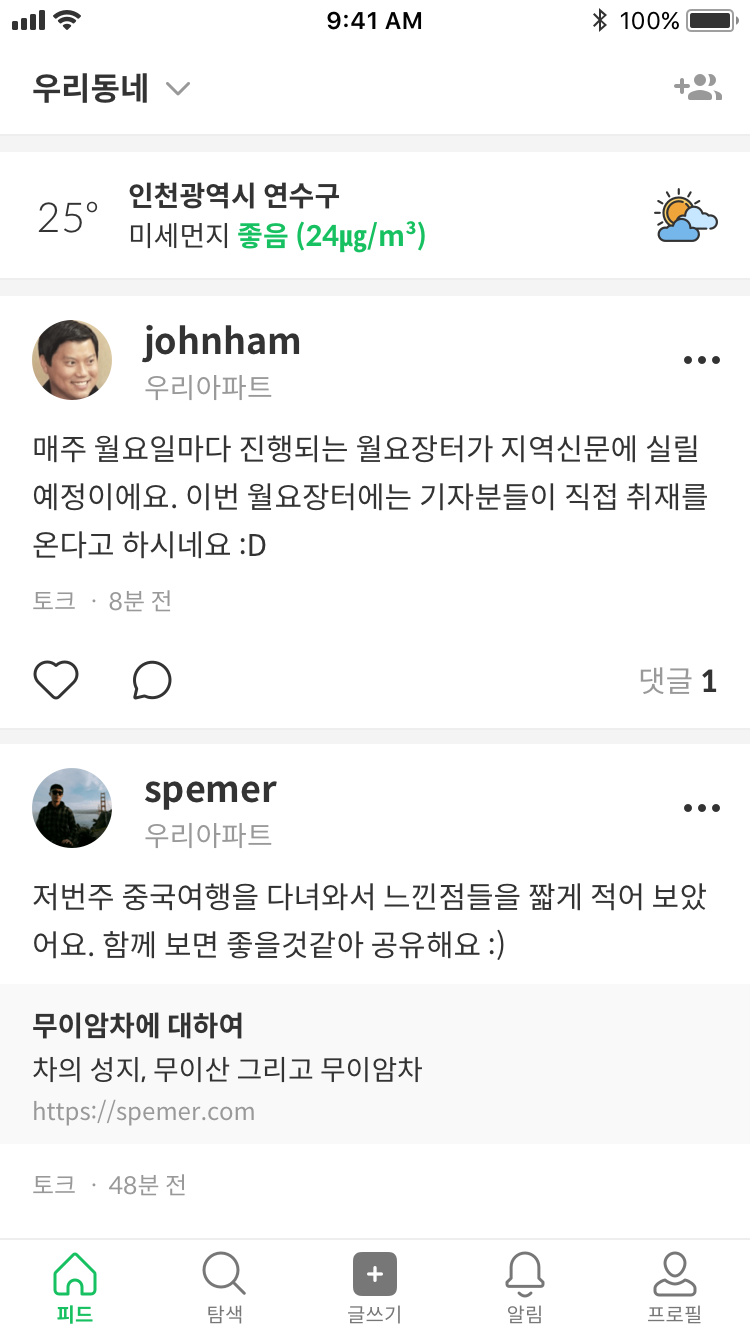 9:41 AM
100%
우리동네
25°
인천광역시 연수구
미세먼지 좋음 (24㎍/m³)
johnham
우리아파트
매주 월요일마다 진행되는 월요장터가 지역신문에 실릴
예정이에요. 이번 월요장터에는 기자분들이 직접 취재를
온다고 하시네요 :D
토크 · 8분 전
댓글 1
spemer
우리아파트
저번주 중국여행을 다녀와서 느낀점들을 짧게 적어 보았
어요. 함께 보면 좋을것같아 공유해요 :)
무이암차에 대하여
차의 성지, 무이산 그리고 무이암차
https://spemer.com
토크 · 48분 전
피드 탐색 글쓰기 알림 프로필